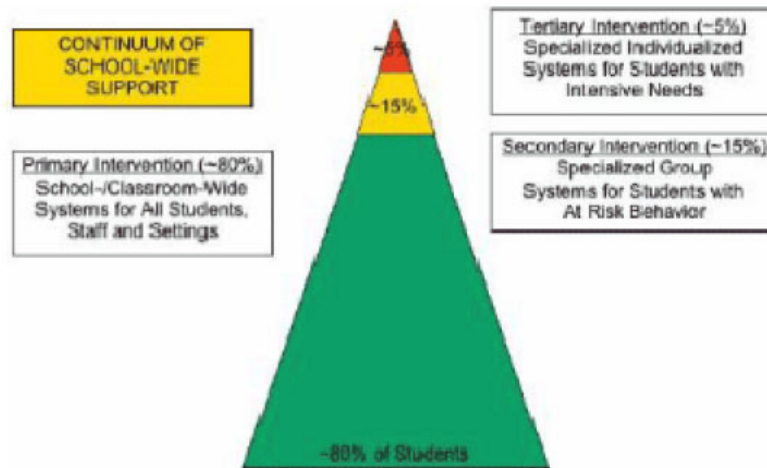 CONTINUUM OF
SCHOOL-WIDE
SUPPORT
Primary Intervention (~80%)
School-/Classroom-Wide
Systems for All Students,
Staff and Settings
~5%
~15%
~80% of Students
Tertiary Intervention (~5%)
Specialized Individualized
Systems for Students with
Intensive Needs
Secondary Intervention (~15%)
Specialized Group
Systems for Students with
At Risk Behavior